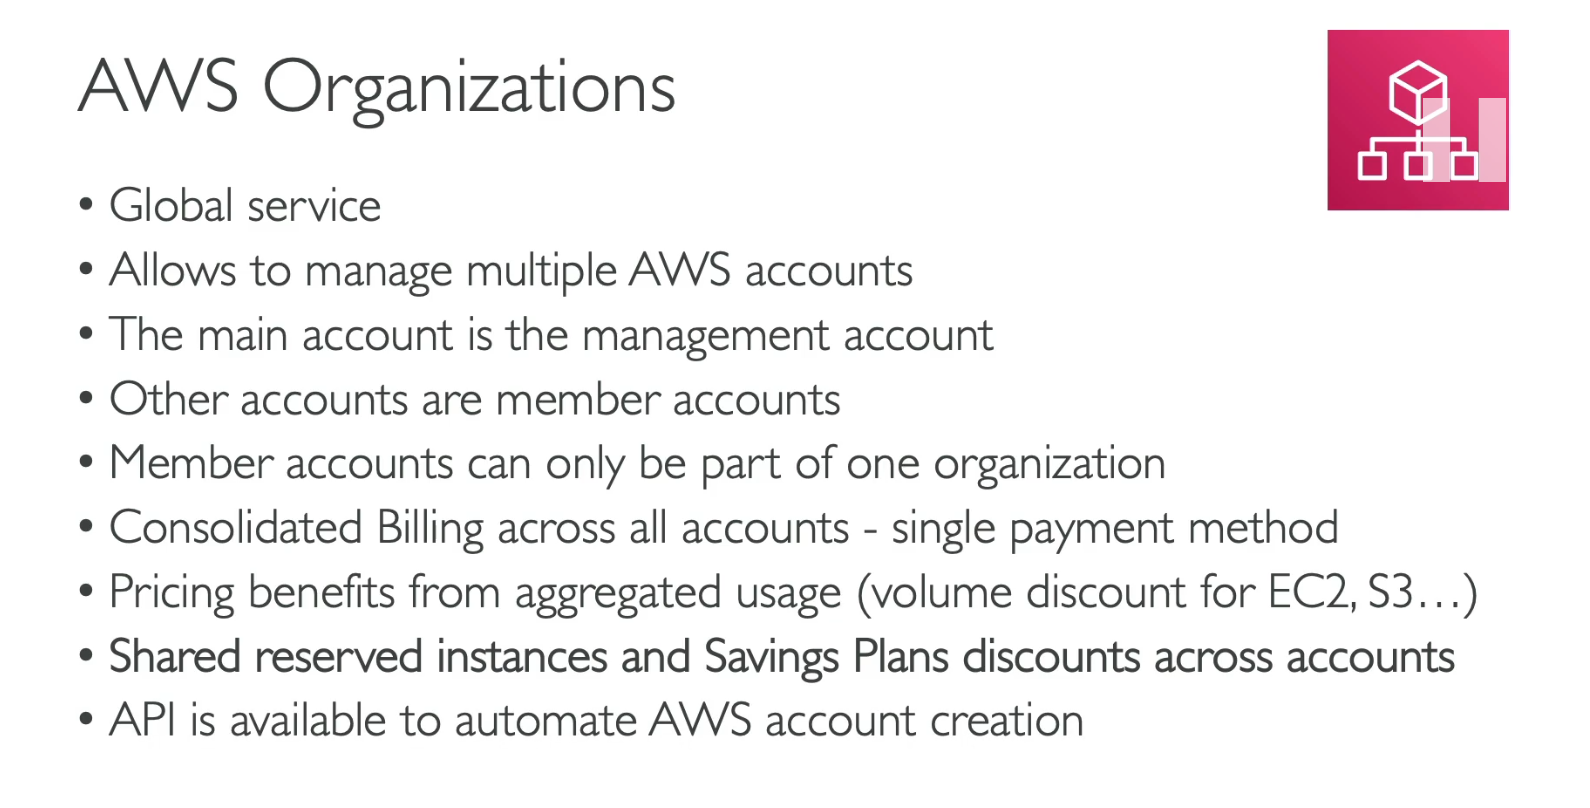 AWS Organizations
• Global service
• Allows to manage multiple AWS accounts
• The main account is the management account
• Other accounts are member accounts
• Member accounts can only be part of one organization
• Consolidated Billing across all accounts - single payment method
• Pricing benefits from aggregated usage (volume discount for EC2, S3…)
• Shared reserved instances and Savings Plans discounts across accounts
• API is available to automate AWS account creation